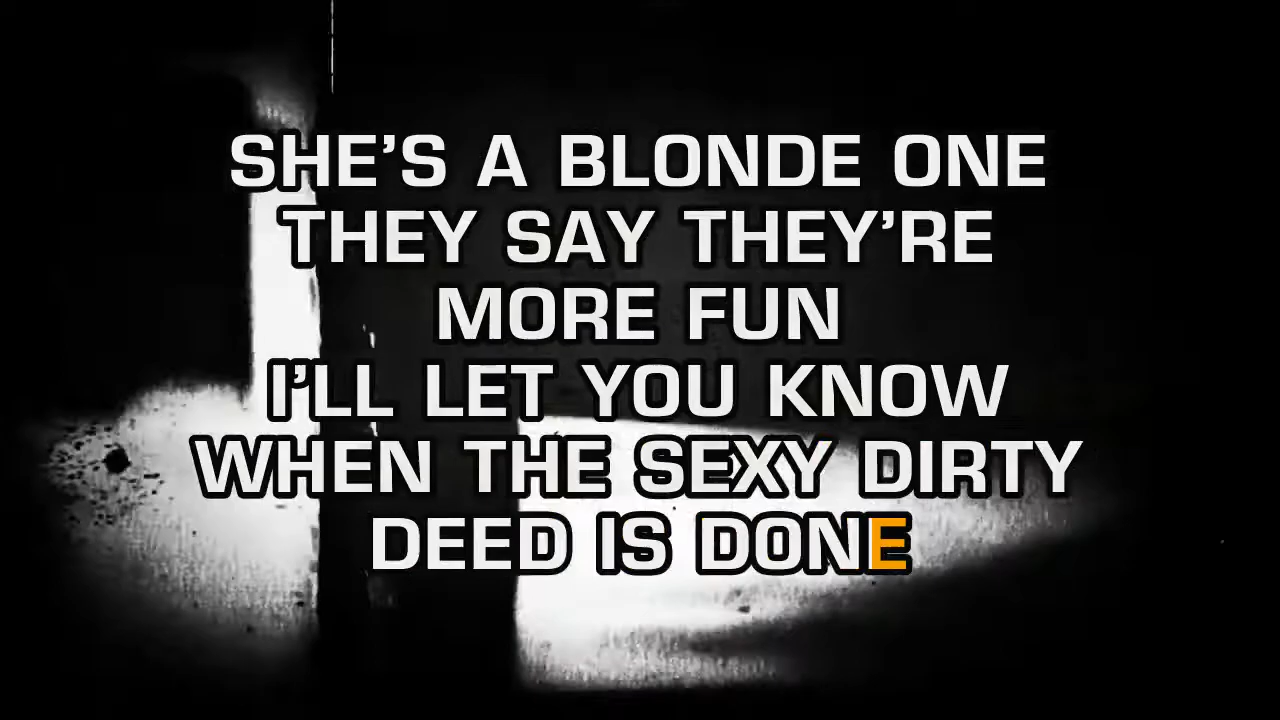 SHE’S A BLONDE ONE
THEY SAY THEY’RE
MORE FUN
I’LL LET YOU KNOW
WHEN THE SEXY DIRTY
DEED IS DONE